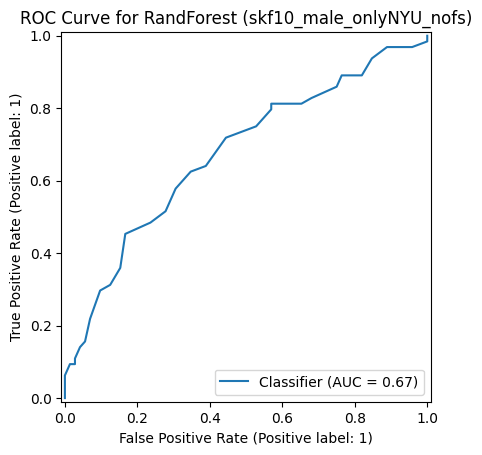 ROC Curve for RandForest (skf10_male_onlyNYU_nofs)
1.0
0.8
0.6
0.4
0.2
0.0
True Positive Rate (Positive label: 1)
Classifier (AUC = 0.67)
0.0 0.2 0.4 0.6 0.8 1.0
False Positive Rate (Positive label: 1)